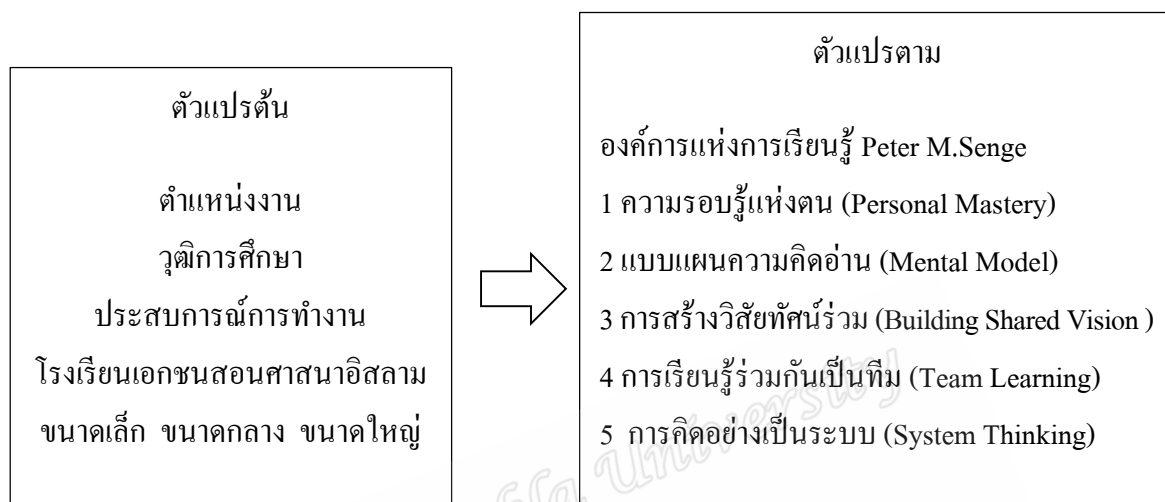 ตัวแปรต้น
ตำแหน่งงาน
วุฒิการศึกษา
ประสบการณ์การทำงาน
โรงเรียนเอกชนสอนศาสนาอิสลาม
ขนาดเล็ก ขนาดกลาง ขนาดใหญ่
ตัวแปรตาม
องค์การแห่งการเรียนรู้ Peter M.Senge
1 ความรอบรู้แห่งตน (Personal Mastery)
2 แบบแผนความคิดอ่าน (Mental Model)
3 การสร้างวิสัยทัศน์ร่วม (Building Shared Vision )
4 การเรียนรู้ร่วมกันเป็นทีม (Team Learning)
5 การคิดอย่างเป็นระบบ (System Thinking)
University